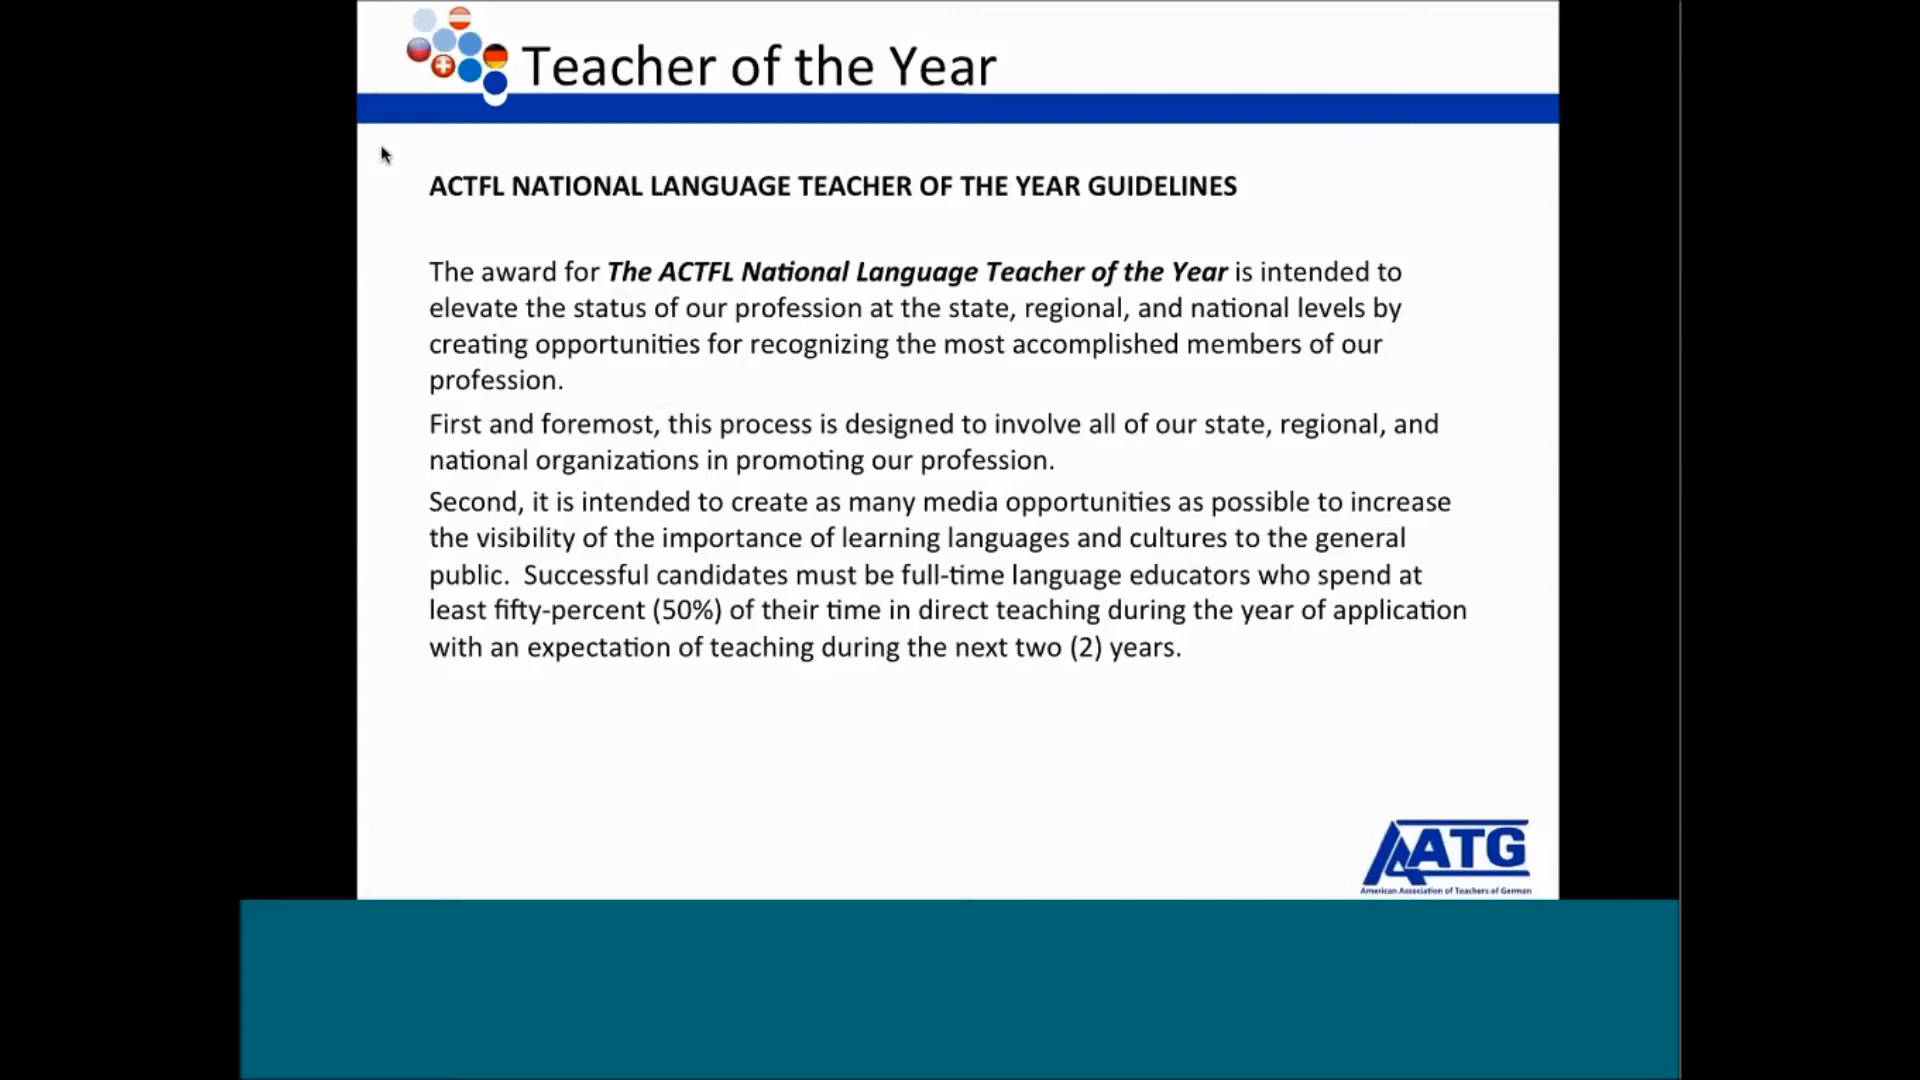 Teacher of the Year
ACTFL NATIONAL LANGUAGE TEACHER OF THE YEAR GUIDELINES
The award for The ACTFL National Language Teacher of the Year is intended to
elevate the status of our profession at the state, regional, and national levels by
creating opportunities for recognizing the most accomplished members of our
profession.
First and foremost, this process is designed to involve all of our state, regional, and
national organizations in promoting our profession.
Second, it is intended to create as many media opportunities as possible to increase
the visibility of the importance of learning languages and cultures to the general
public.  Successful candidates must be full-time language educators who spend at
least fifty-percent (50%) of their time in direct teaching during the year of application
with an expectation of teaching during the next two (2) years.
AATG
American Association of Teachers of German